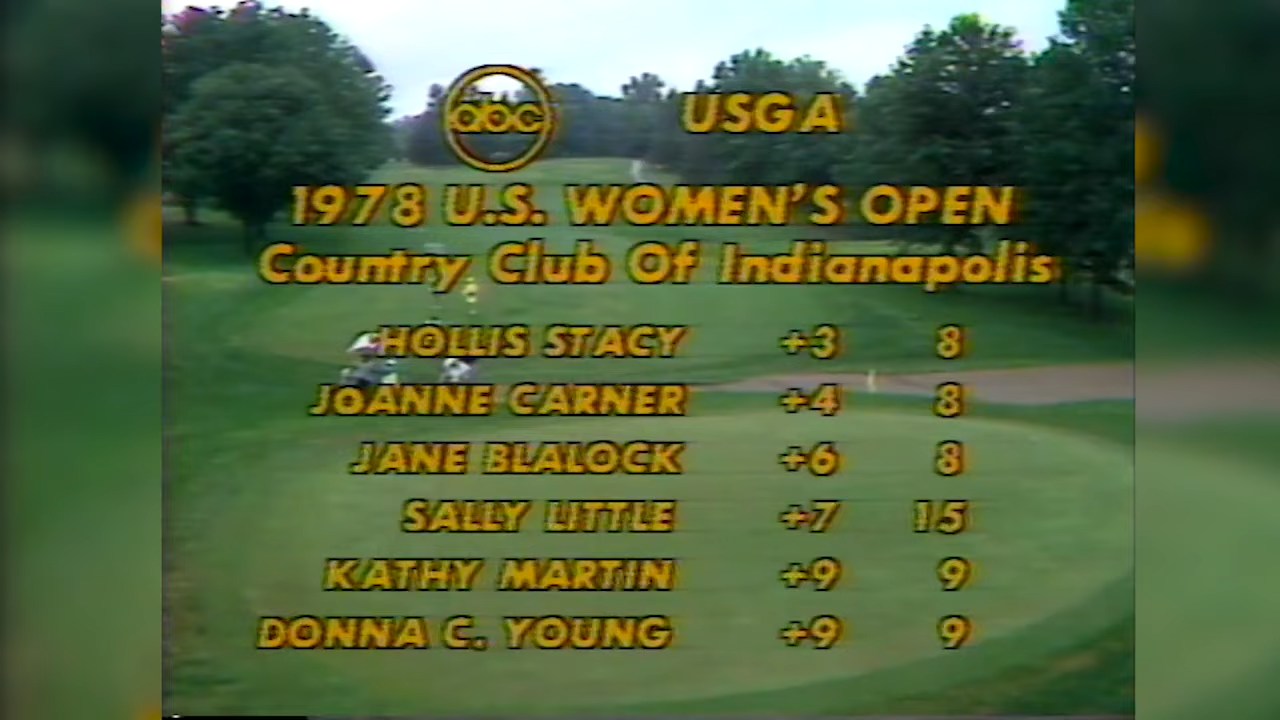 abc USGA
1978 U.S. WOMEN'S OPEN
Country Club Of Indianapolis
HOLLIS STACY +3 8
JOANNE CARNER +4 8
JANE BLALOCK +6 8
SALLY LITTLE +7 15
KATHY MARTIN +9 9
DONNA C. YOUNG +9 9